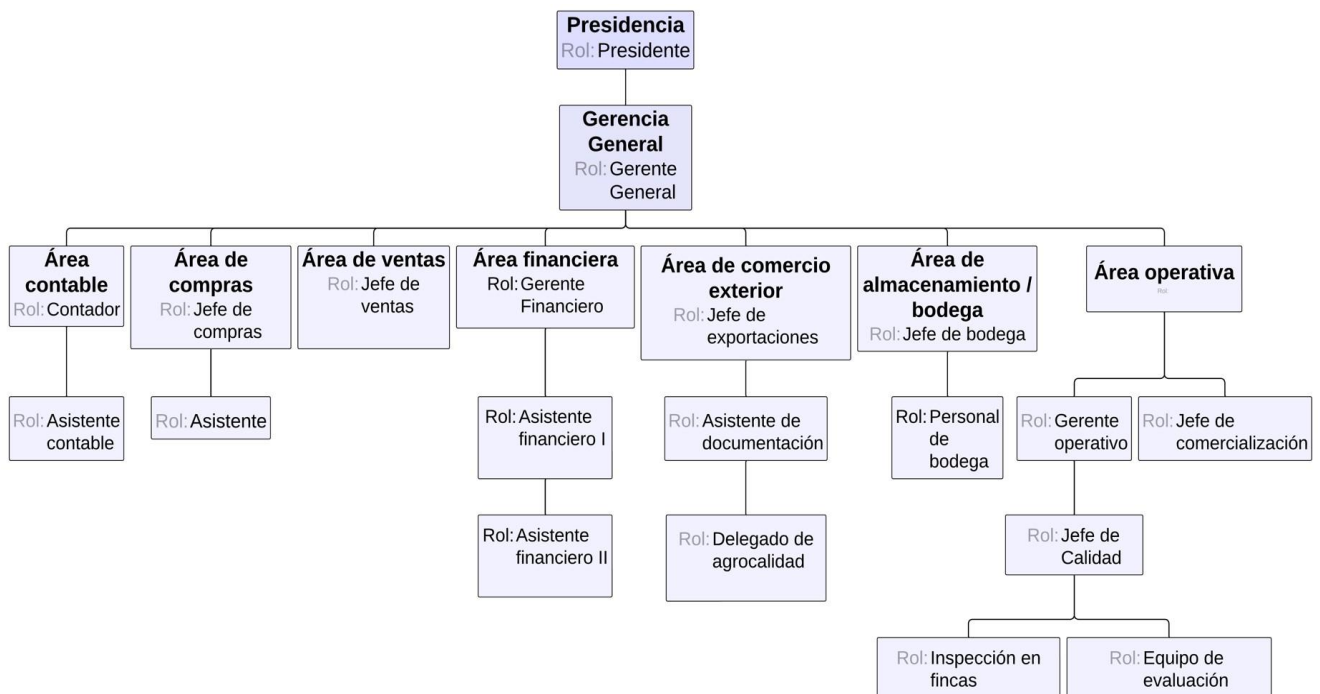 Presidencia
Rol: Presidente
Gerencia
General
Rol: Gerente
General
Área
contable
Rol: Contador
Área de
compras
Rol: Jefe de
compras
Área de ventas
Rol: Jefe de
ventas
Área financiera
Rol: Gerente
Financiero
Área de comercio
exterior
Rol: Jefe de
exportaciones
Área de
almacenamiento /
bodega
Rol: Jefe de bodega
Área operativa
Rol:
Rol: Asistente
contable
Rol: Asistente
Rol: Asistente
financiero I
Rol: Asistente de
documentación
Rol: Personal
de
bodega
Rol: Gerente
operativo
Rol: Jefe de
comercialización
Rol: Asistente
financiero II
Rol: Delegado de
agrocalidad
Rol: Jefe de
Calidad
Rol: Inspección en
fincas
Rol: Equipo de
evaluación